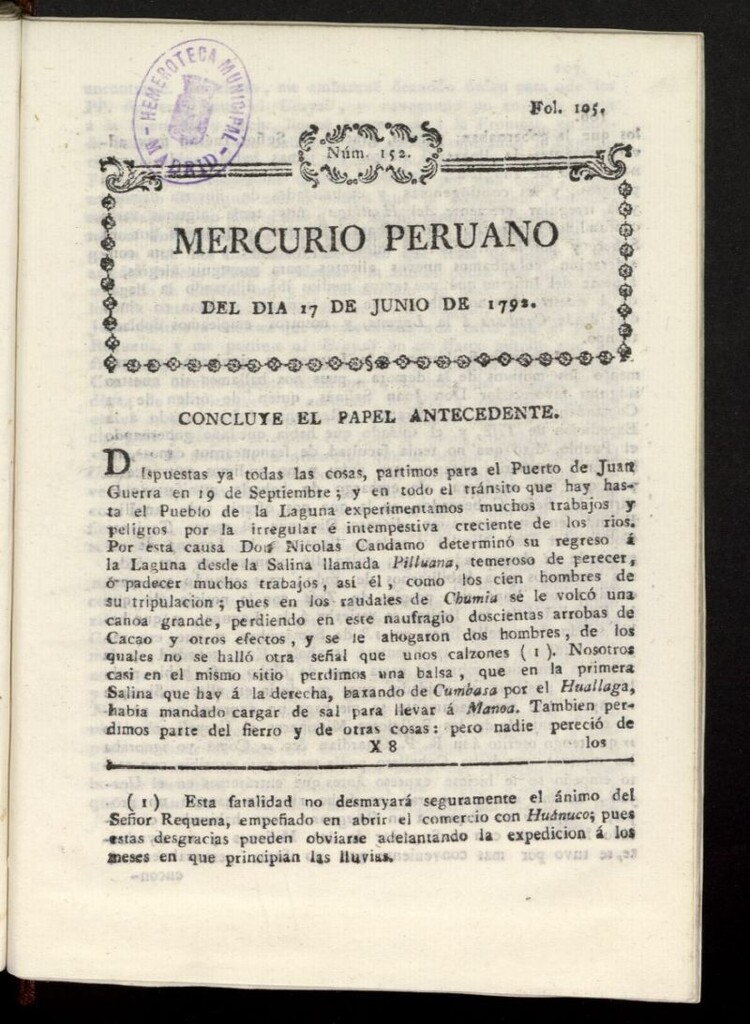 HEMEROTECA MUNICIPAL
MADRID
Fol. 105.
Núm. 152.
MERCURIO PERUANO
DEL DIA 17 DE JUNIO DE 1792.
CONCLUYE EL PAPEL ANTECEDENTE.
Dispuestas ya todas las cosas, partimos para el Puerto de Juan
Guerra en 19 de Septiembre; y en todo el tránsito que hay has-
ta el Pueblo de la Laguna experimentamos muchos trabajos y
peligros por la irregular é intempestiva creciente de los rios.
Por esta causa Don Nicolas Candamo determinó su regreso á
la Laguna desde la Salina llamada Pilluana, temeroso de perecer,
ó padecer muchos trabajos, así él, como los cien hombres de
su tripulacion; pues en los raudales de Chumia se le volcó una
canoa grande, perdiendo en este naufragio doscientas arrobas de
Cacao y otros efectos, y se le ahogaron dos hombres, de los
quales no se halló otra señal que unos calzones (1). Nosotros
casi en el mismo sitio perdimos una balsa, que en la primera
Salina que hay á la derecha, baxando de Cumbasa por el Huallaga,
habia mandado cargar de sal para llevar á Manoa. Tambien per-
dimos parte del fierro y de otras cosas: pero nadie pereció de
X 8 los
(1) Esta fatalidad no desmayará seguramente el ánimo del
Señor Requena, empeñado en abrir el comercio con Huánuco; pues
estas desgracias pueden obviarse adelantando la expedicion á los
meses en que principian las lluvias.